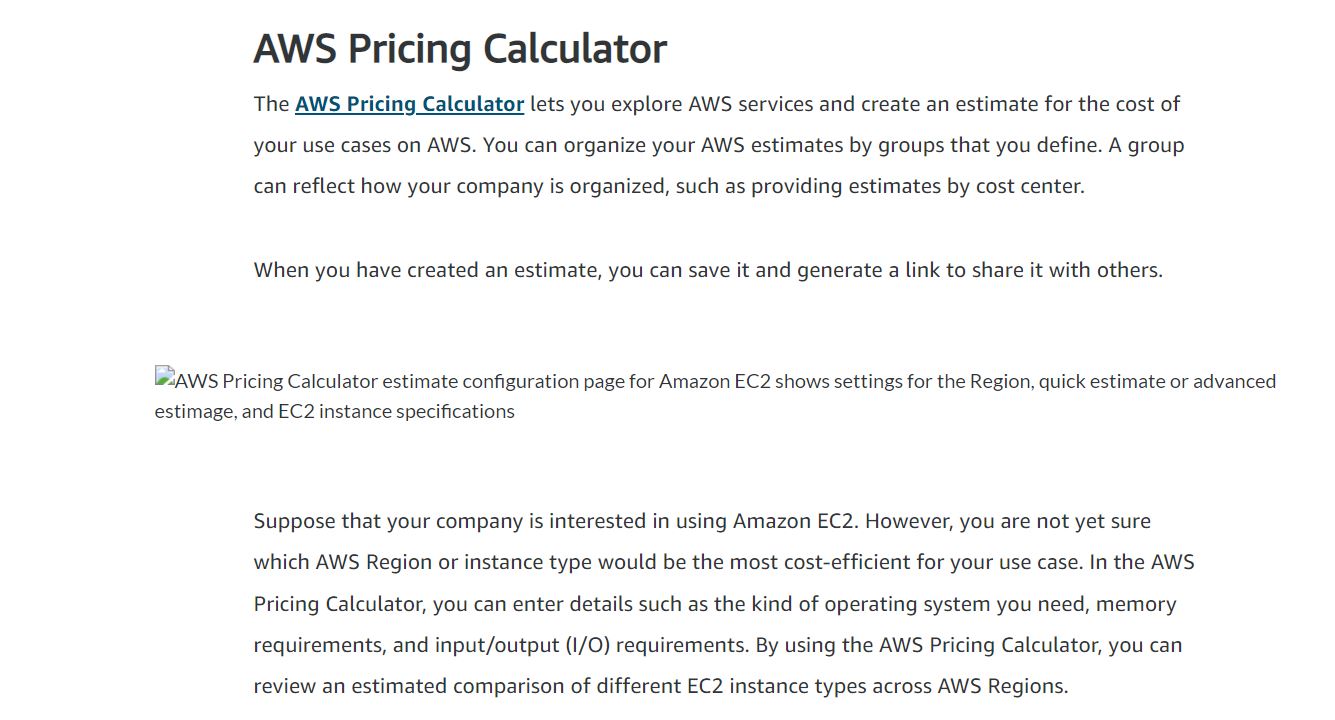 AWS Pricing Calculator
The AWS Pricing Calculator lets you explore AWS services and create an estimate for the cost of
your use cases on AWS. You can organize your AWS estimates by groups that you define. A group
can reflect how your company is organized, such as providing estimates by cost center.
When you have created an estimate, you can save it and generate a link to share it with others.
AWS Pricing Calculator estimate configuration page for Amazon EC2 shows settings for the Region, quick estimate or advanced
estimage, and EC2 instance specifications
Suppose that your company is interested in using Amazon EC2. However, you are not yet sure
which AWS Region or instance type would be the most cost-efficient for your use case. In the AWS
Pricing Calculator, you can enter details such as the kind of operating system you need, memory
requirements, and input/output (I/O) requirements. By using the AWS Pricing Calculator, you can
review an estimated comparison of different EC2 instance types across AWS Regions.